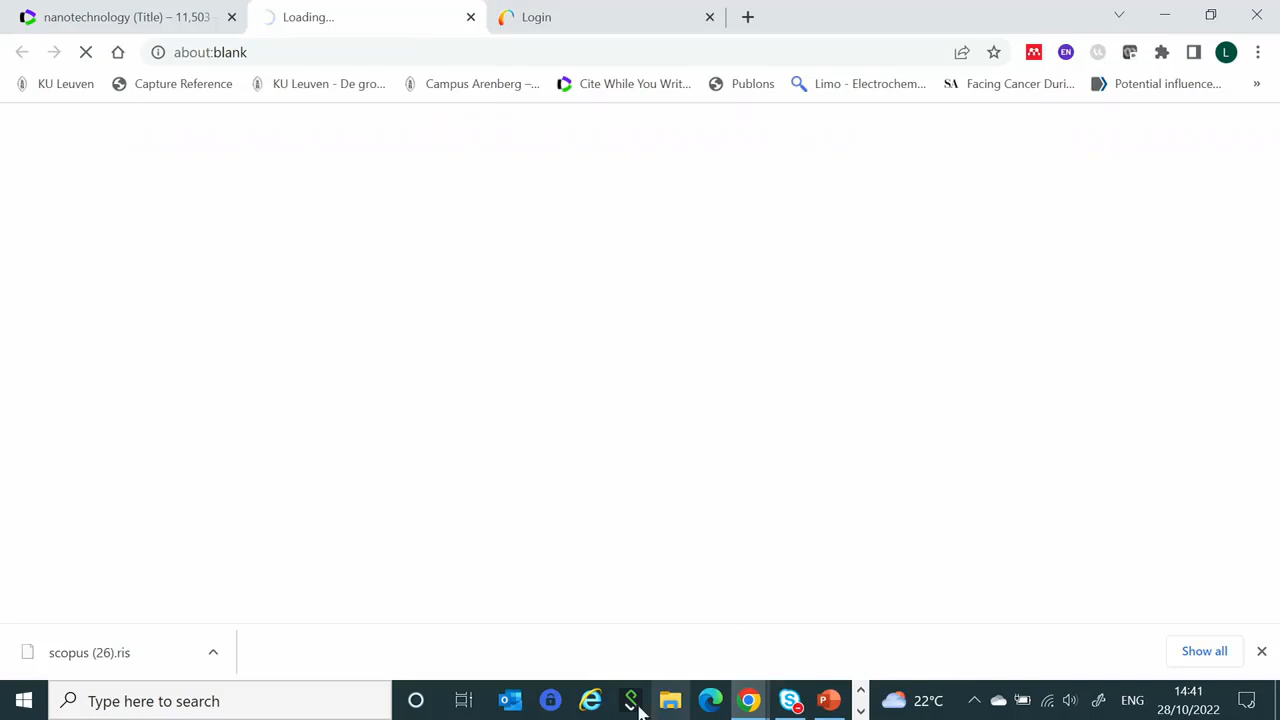 nanotechnology (Title) – 11,503
Loading...
Login
about:blank
EN
L
KU Leuven
Capture Reference
KU Leuven - De gro...
Campus Arenberg –...
Cite While You Writ...
Publons
Limo - Electrochem...
SA Facing Cancer Duri...
Potential influence...
»
scopus (26).ris
Show all
Type here to search
22°C
ENG
14:41
28/10/2022